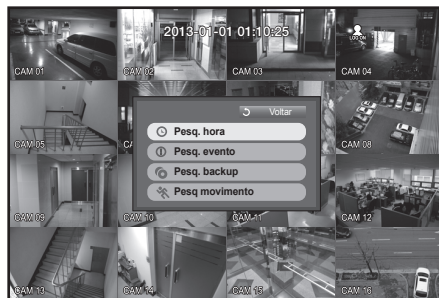 2013-01-01 01:10:25
LOG ON
CAM 01
CAM 02
CAM 03
CAM 04
Voltar
Pesq. hora
Pesq. evento
Pesq. backup
Pesq movimento
CAM 05
CAM 08
CAM 09
CAM 10
CAM 11
CAM 12
CAM 13
CAM 14
CAM 15
CAM 16